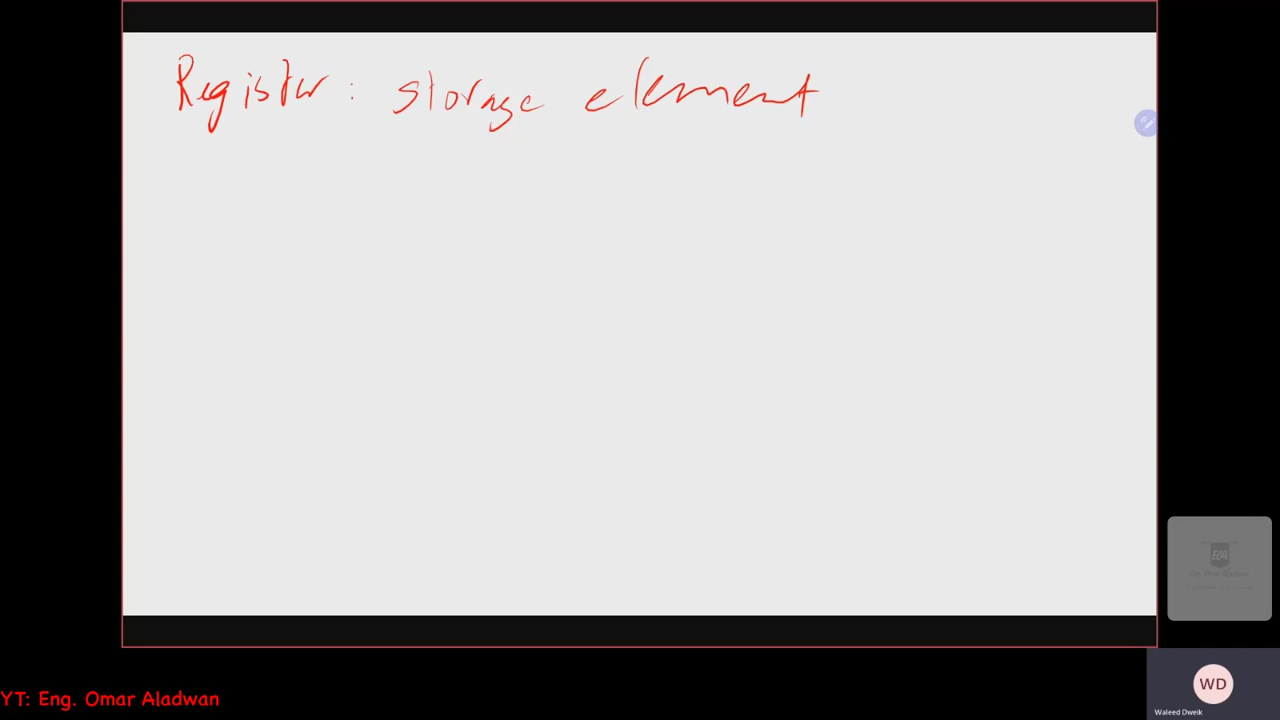 Register: storage element
WD
Waleed Dweik
YT: Eng. Omar Aladwan